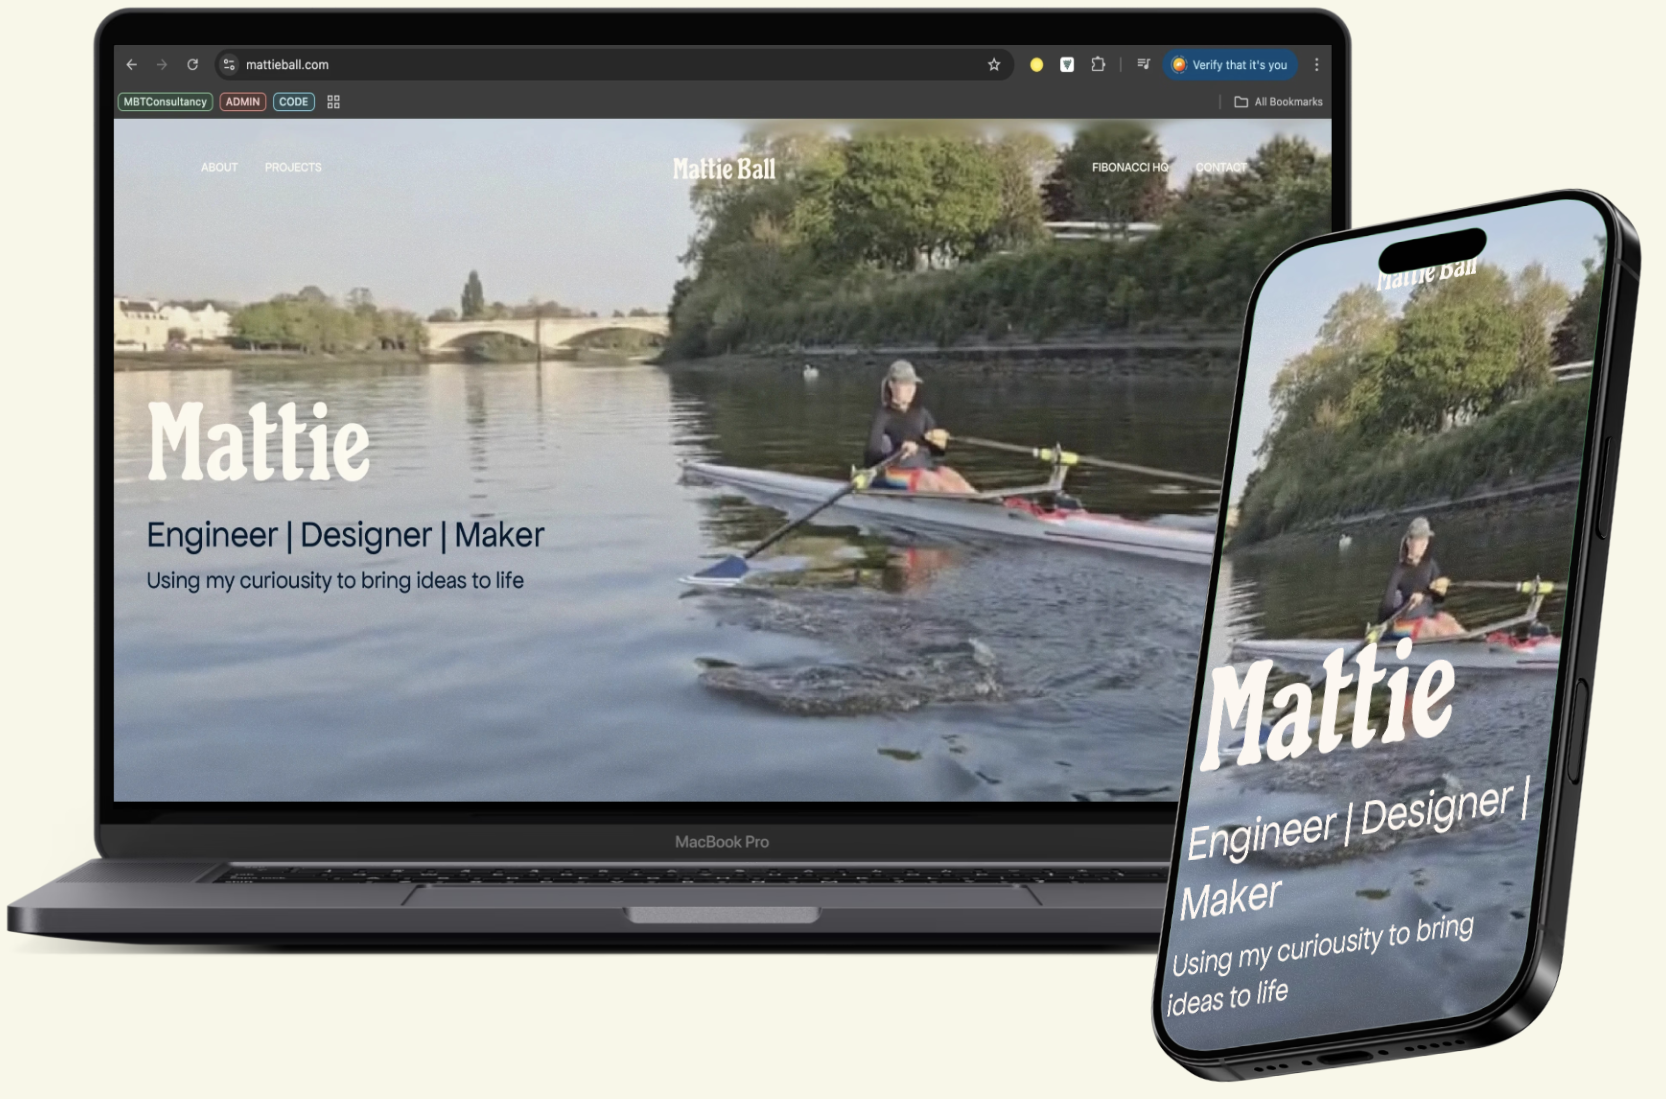 mattieball.com
Verify that it's you
MBTConsultancy ADMIN CODE
All Bookmarks
ABOUT PROJECTS Mattie Ball FIBONACCI HQ CONTACT
Mattie
Engineer | Designer | Maker
Using my curiousity to bring ideas to life
MacBook Pro
Mattie Ball
Mattie
Engineer | Designer |
Maker
Using my curiousity to bring
ideas to life